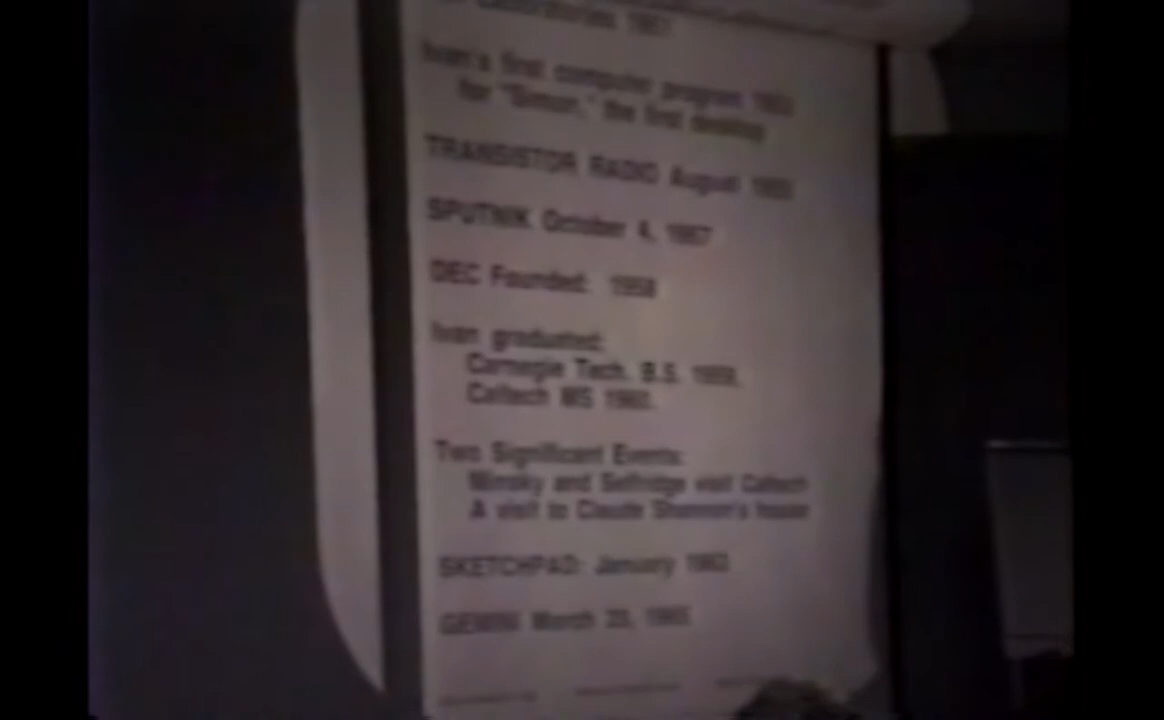 Ivan's first computer program
for "Simon," the first desktop
TRANSISTOR RADIO August
SPUTNIK October 4, 1957
DEC Founded: 1958
Ivan graduated:
Carnegie Tech. B.S. 1959,
Caltech MS 1960.
Two Significant Events:
Minsky and Selfridge visit Caltech
A visit to Claude Shannon's house
SKETCHPAD: January 1963
GEMINI March 23, 1965